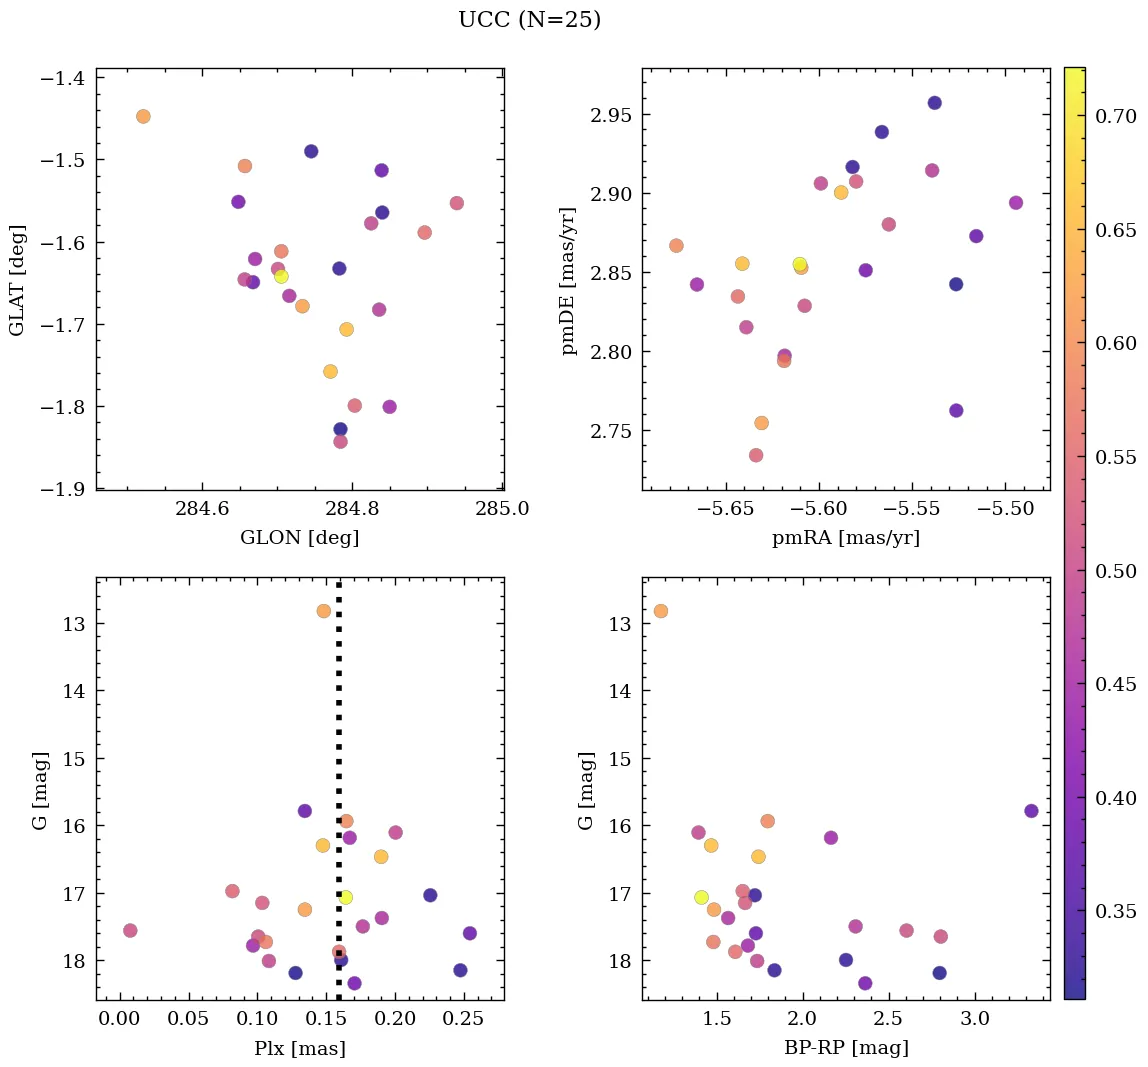 UCC (N=25)
−1.4
−1.5
−1.6
−1.7
−1.8
−1.9
GLAT [deg]
284.6 284.8 285.0
GLON [deg]
2.95
2.90
2.85
2.80
2.75
pmDE [mas/yr]
−5.65 −5.60 −5.55 −5.50
pmRA [mas/yr]
0.70
0.65
0.60
0.55
0.50
0.45
0.40
0.35
13
14
15
16
17
18
G [mag]
0.00 0.05 0.10 0.15 0.20 0.25
Plx [mas]
13
14
15
16
17
18
G [mag]
1.5 2.0 2.5 3.0
BP-RP [mag]